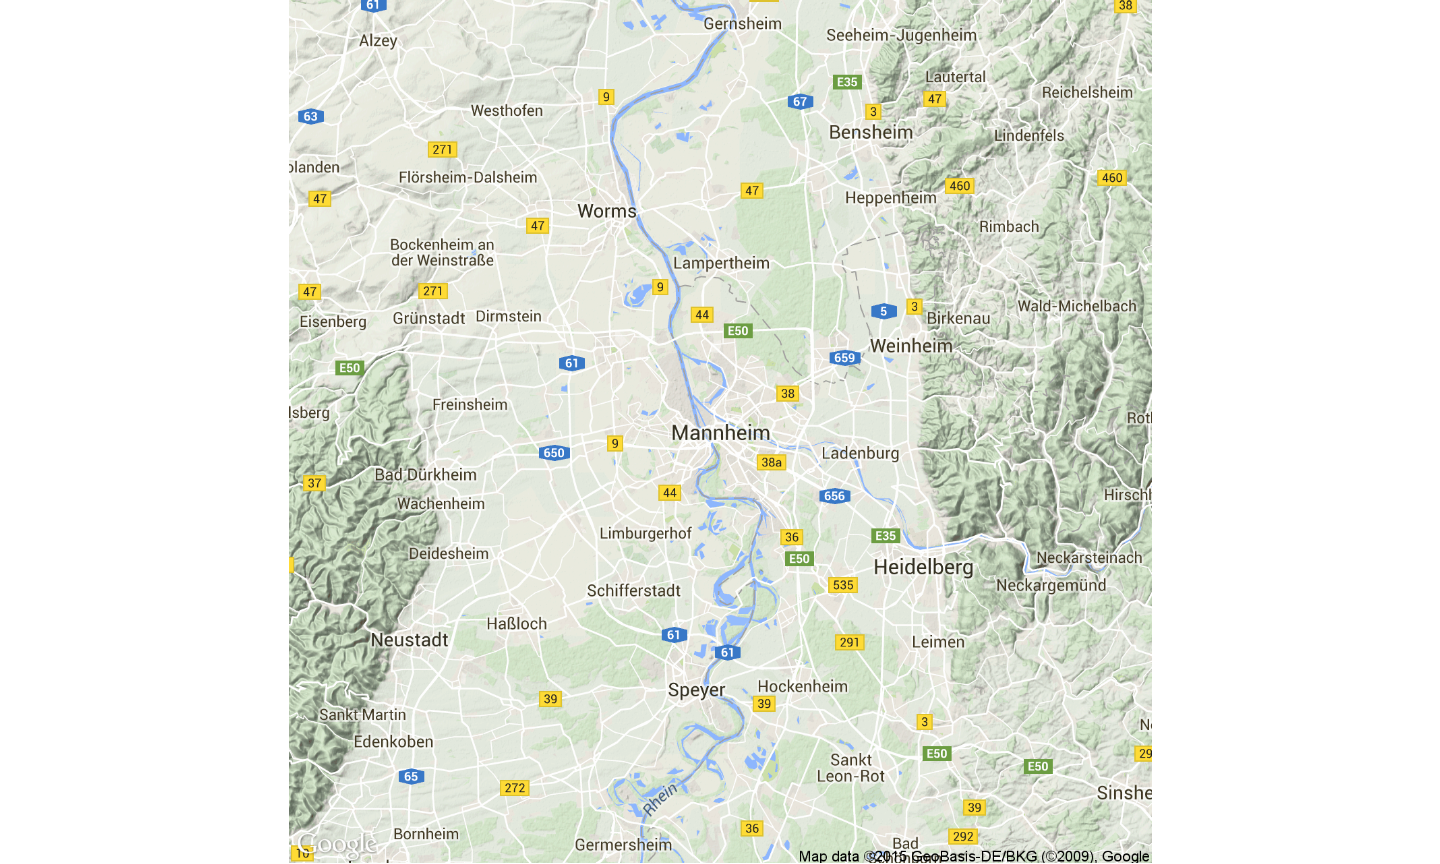 61
38
Gernsheim
Alzey
Seeheim-Jugenheim
Lautertal
E35
Reichelsheim
9
67
47
Westhofen
3
63
Bensheim
Lindenfels
271
olanden
Flörsheim-Dalsheim
460
460
47
47
Heppenheim
Worms
47
Rimbach
Bockenheim an
der Weinstraße
Lampertheim
9
47
271
Wald-Michelbach
44
5
3
Eisenberg
Grünstadt
Dirmstein
Birkenau
E50
Weinheim
61
659
E50
38
Freinsheim
lsberg
Rotl
Mannheim
9
650
Ladenburg
38a
Bad Dürkheim
37
44
656
Hirschh
Wachenheim
Limburgerhof
36
E35
Deidesheim
E50
Neckarsteinach
Heidelberg
535
Neckargemünd
Schifferstadt
Haßloch
61
Neustadt
291
Leimen
61
Speyer
Hockenheim
39
39
Sankt Martin
3
Edenkoben
E50
29
Sankt
Leon-Rot
E50
65
272
Sinshe
Rhein
39
36
Bornheim
292
Germersheim
Google
Bad
10
Map data ©2015 GeoBasis-DE/BKG (©2009), Google